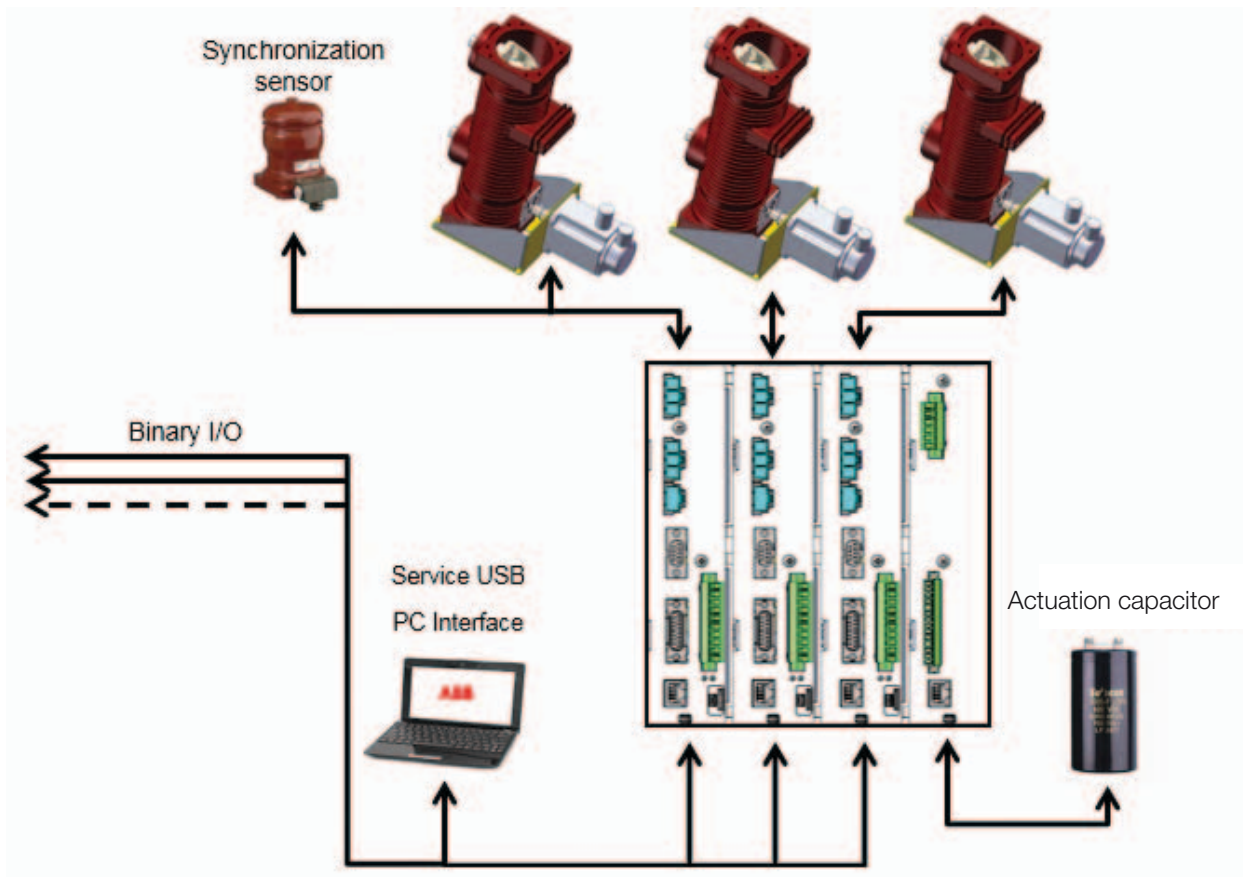 Synchronization
sensor
Binary I/O
Service USB
PC Interface
ABB
Actuation capacitor